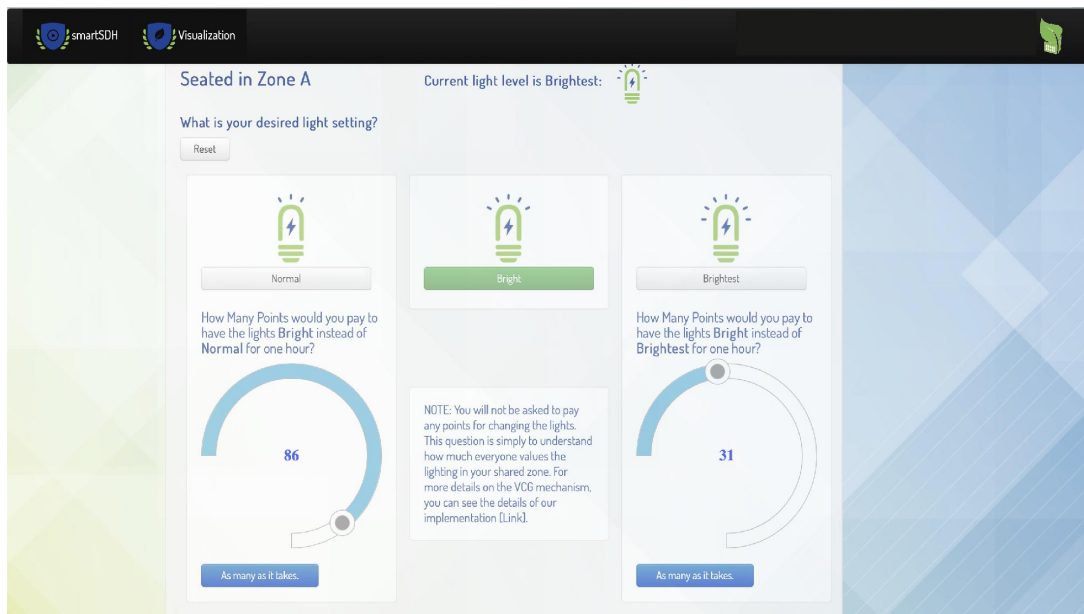 smartSDH
Visualization
Seated in Zone A
Current light level is Brightest:
What is your desired light setting?
Reset
Normal
Bright
Brightest
How Many Points would you pay to
have the lights Bright instead of
Normal for one hour?
86
As many as it takes.
NOTE: You will not be asked to pay
any points for changing the lights.
This question is simply to understand
how much everyone values the
lighting in your shared zone. For
more details on the VCG mechanism,
you can see the details of our
implementation [Link].
How Many Points would you pay to
have the lights Bright instead of
Brightest for one hour?
31
As many as it takes.